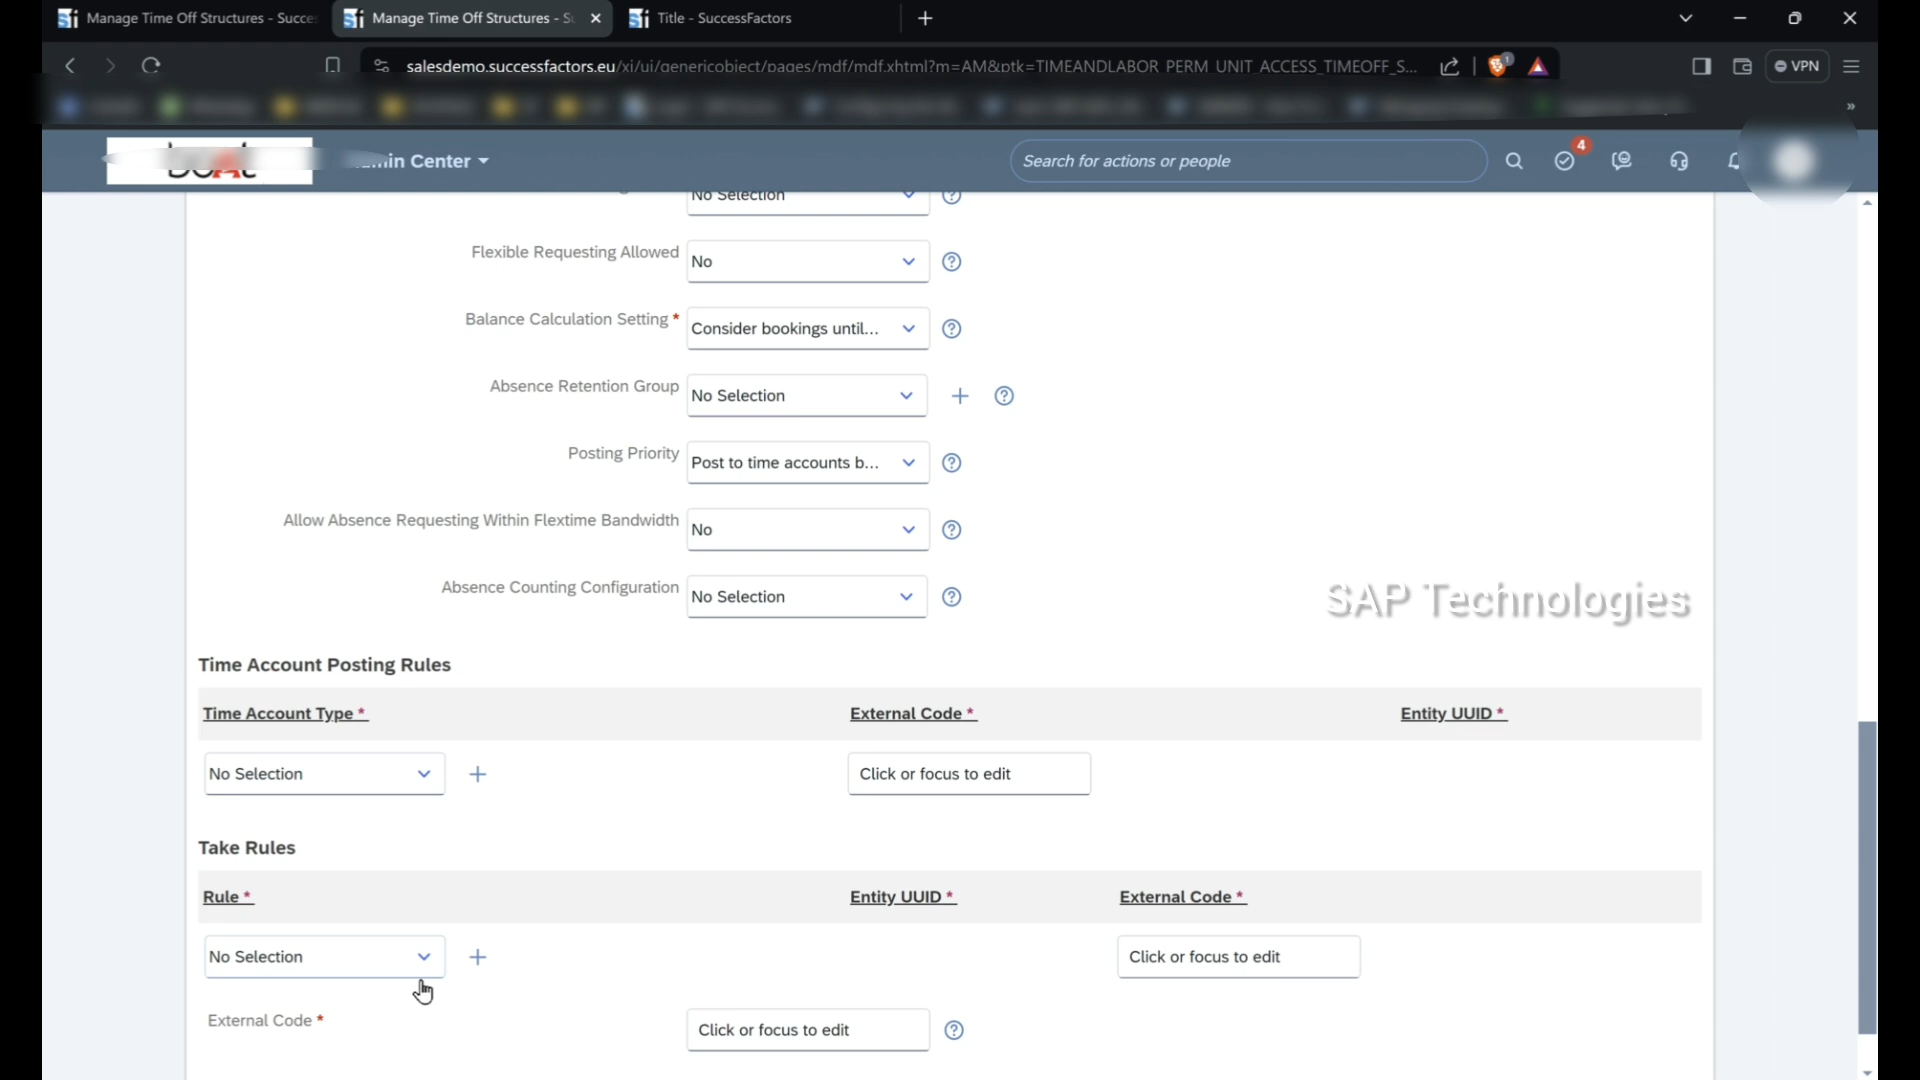 Manage Time Off Structures - Succes
Manage Time Off Structures - Su
Title - SuccessFactors
salesdemo.successfactors.eu/xi/ui/genericobject/pages/mdf/mdf.xhtml?m=AM&ptk=TIMEANDLABOR_PERM_UNIT_ACCESS_TIMEOFF_S...
1
VPN
min Center
Search for actions or people
4
No Selection
Flexible Requesting Allowed No
Balance Calculation Setting * Consider bookings until...
Absence Retention Group No Selection
Posting Priority Post to time accounts b...
Allow Absence Requesting Within Flextime Bandwidth No
Absence Counting Configuration No Selection
SAP Technologies
Time Account Posting Rules
Time Account Type * External Code * Entity UUID *
No Selection Click or focus to edit
Take Rules
Rule * Entity UUID * External Code *
No Selection Click or focus to edit
External Code * Click or focus to edit